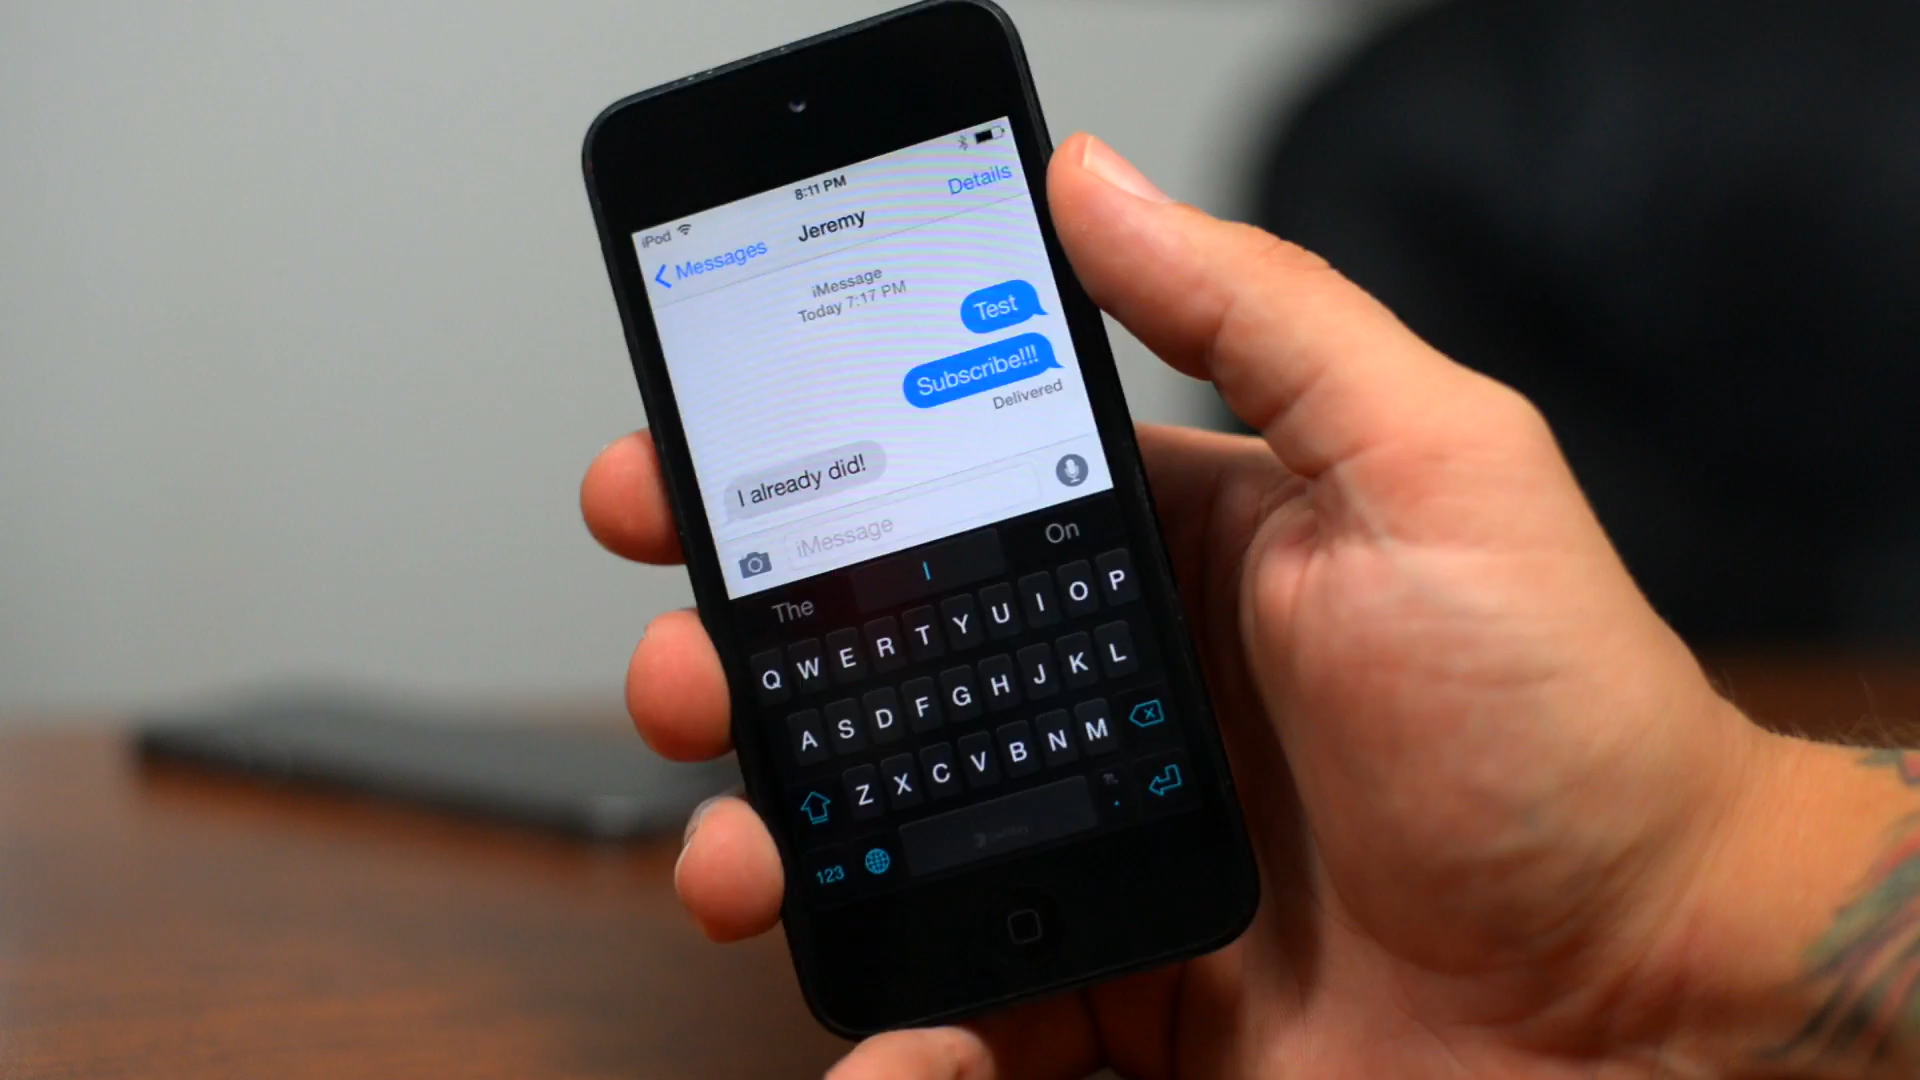 8:11 PM
iPod
Messages
Jeremy
Details
iMessage
Today 7:17 PM
Test
Subscribe!!!
Delivered
I already did!
iMessage
The
I
On
Q W E R T Y U I O P
A S D F G H J K L
Z X C V B N M
123